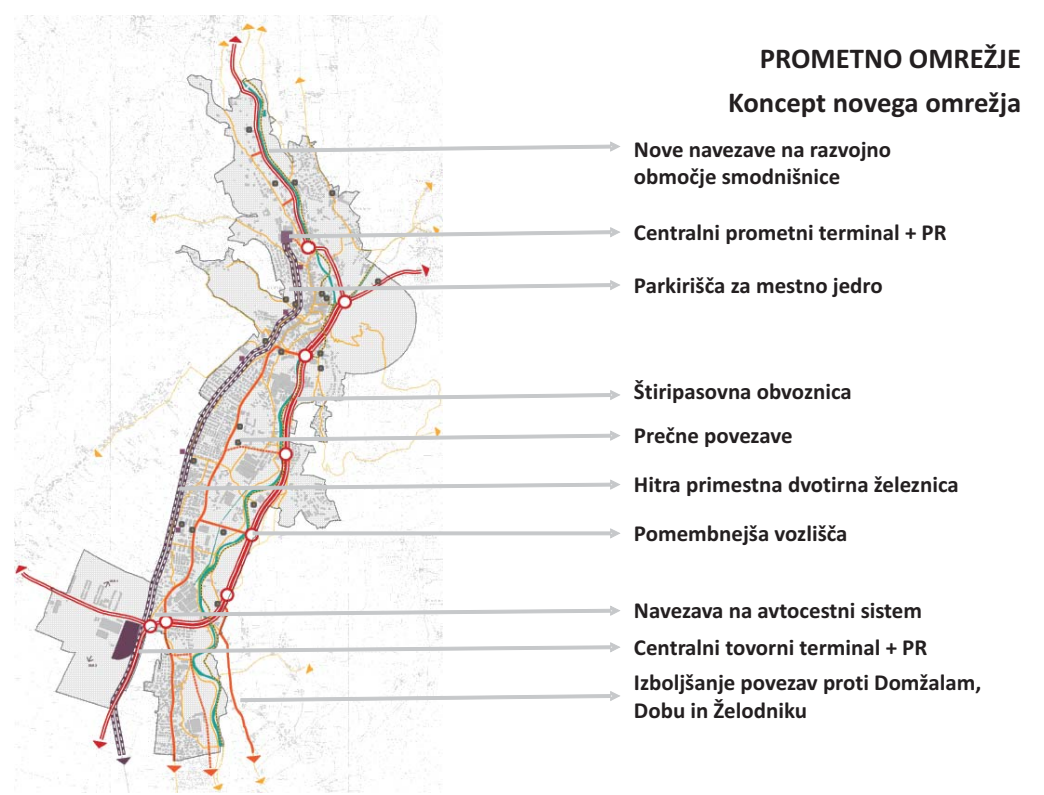 PROMETNO OMREŽJE
Koncept novega omrežja
Nove navezave na razvojno
območje smodnišnice
Centralni prometni terminal + PR
Parkirišča za mestno jedro
Štiripasovna obvoznica
Prečne povezave
Hitra primestna dvotirna železnica
Pomembnejša vozlišča
Navezava na avtocestni sistem
Centralni tovorni terminal + PR
Izboljšanje povezav proti Domžalam,
Dobu in Želodniku